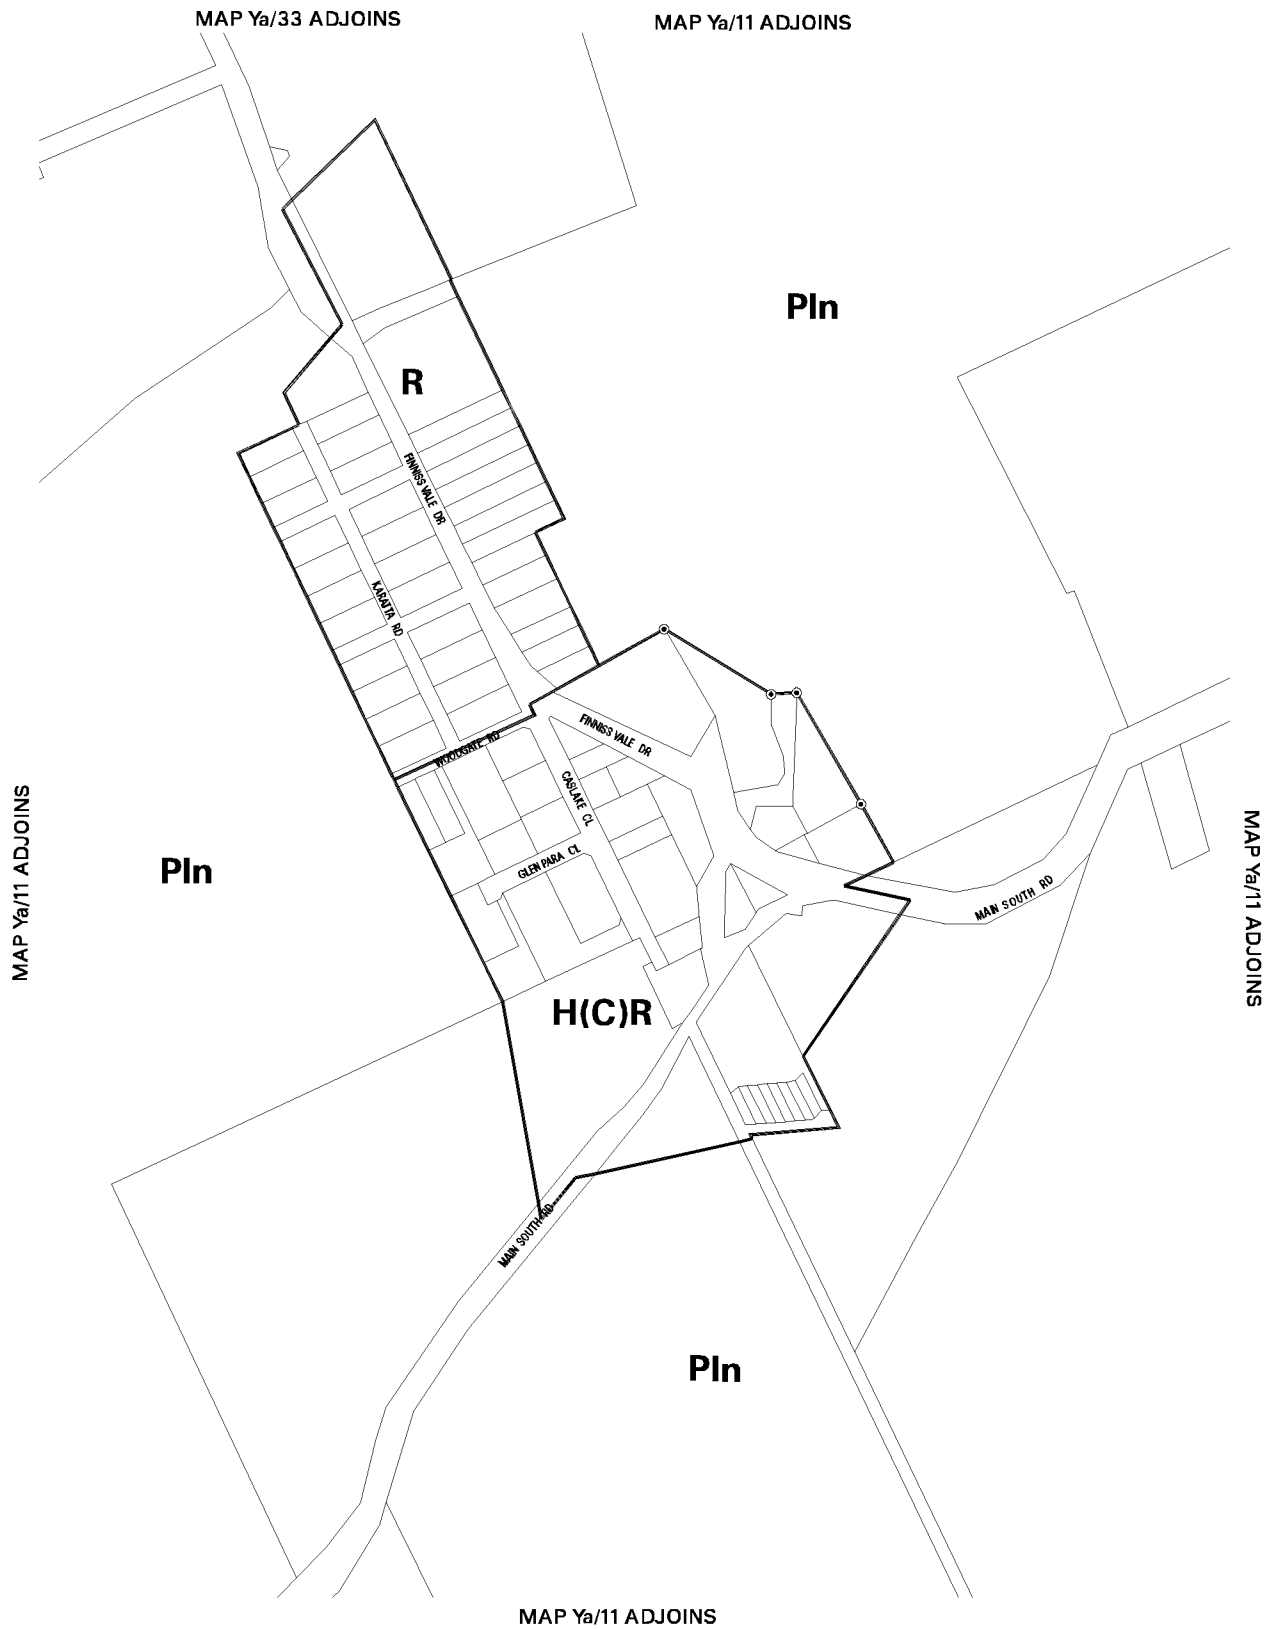 MAP Ya/33 ADJOINS
MAP Ya/11 ADJOINS
Pln
R
FINNISS VALE DR
KARAITTA RD
WOODGATE RD
FINNISS VALE DR
CASLAKE CL
GLEN PARA CL
MAP Ya/11 ADJOINS
Pln
MAIN SOUTH RD
MAP Ya/11 ADJOINS
H(C)R
MAIN SOUTH RD
Pln
MAP Ya/11 ADJOINS